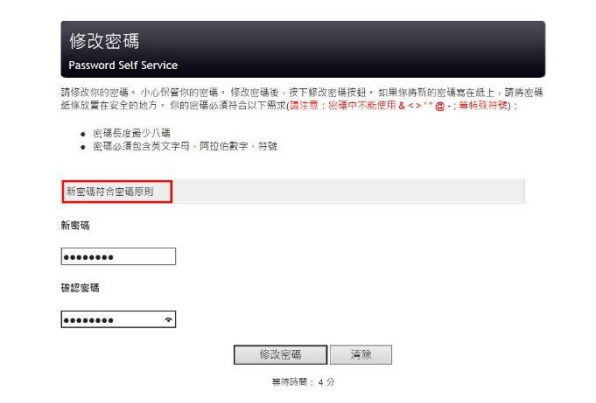 修改密碼
Password Self Service
請修改你的密碼。 小心保管你的密碼。 修改密碼後，按下修改密碼按鈕。 如果你將新的密碼寫在紙上，請將密碼
紙條放置在安全的地方。 你的密碼必須符合以下需求(請注意；密碼中不能使用 & < > ' " @ - ; 等特殊符號)：
● 密碼長度最少八碼
● 密碼必須包含英文字母、阿拉伯數字、符號
新密碼符合密碼原則
新密碼
●●●●●●●●
確認密碼
●●●●●●●●
修改密碼 清除
等待時間： 4 分